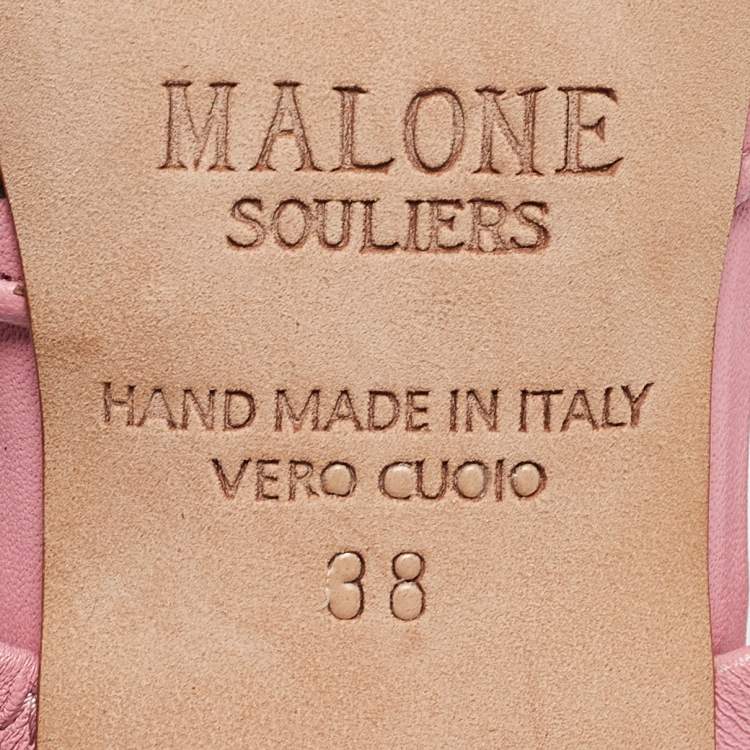 MALONE
SOULIERS
HAND MADE IN ITALY
VERO CUOIO
38